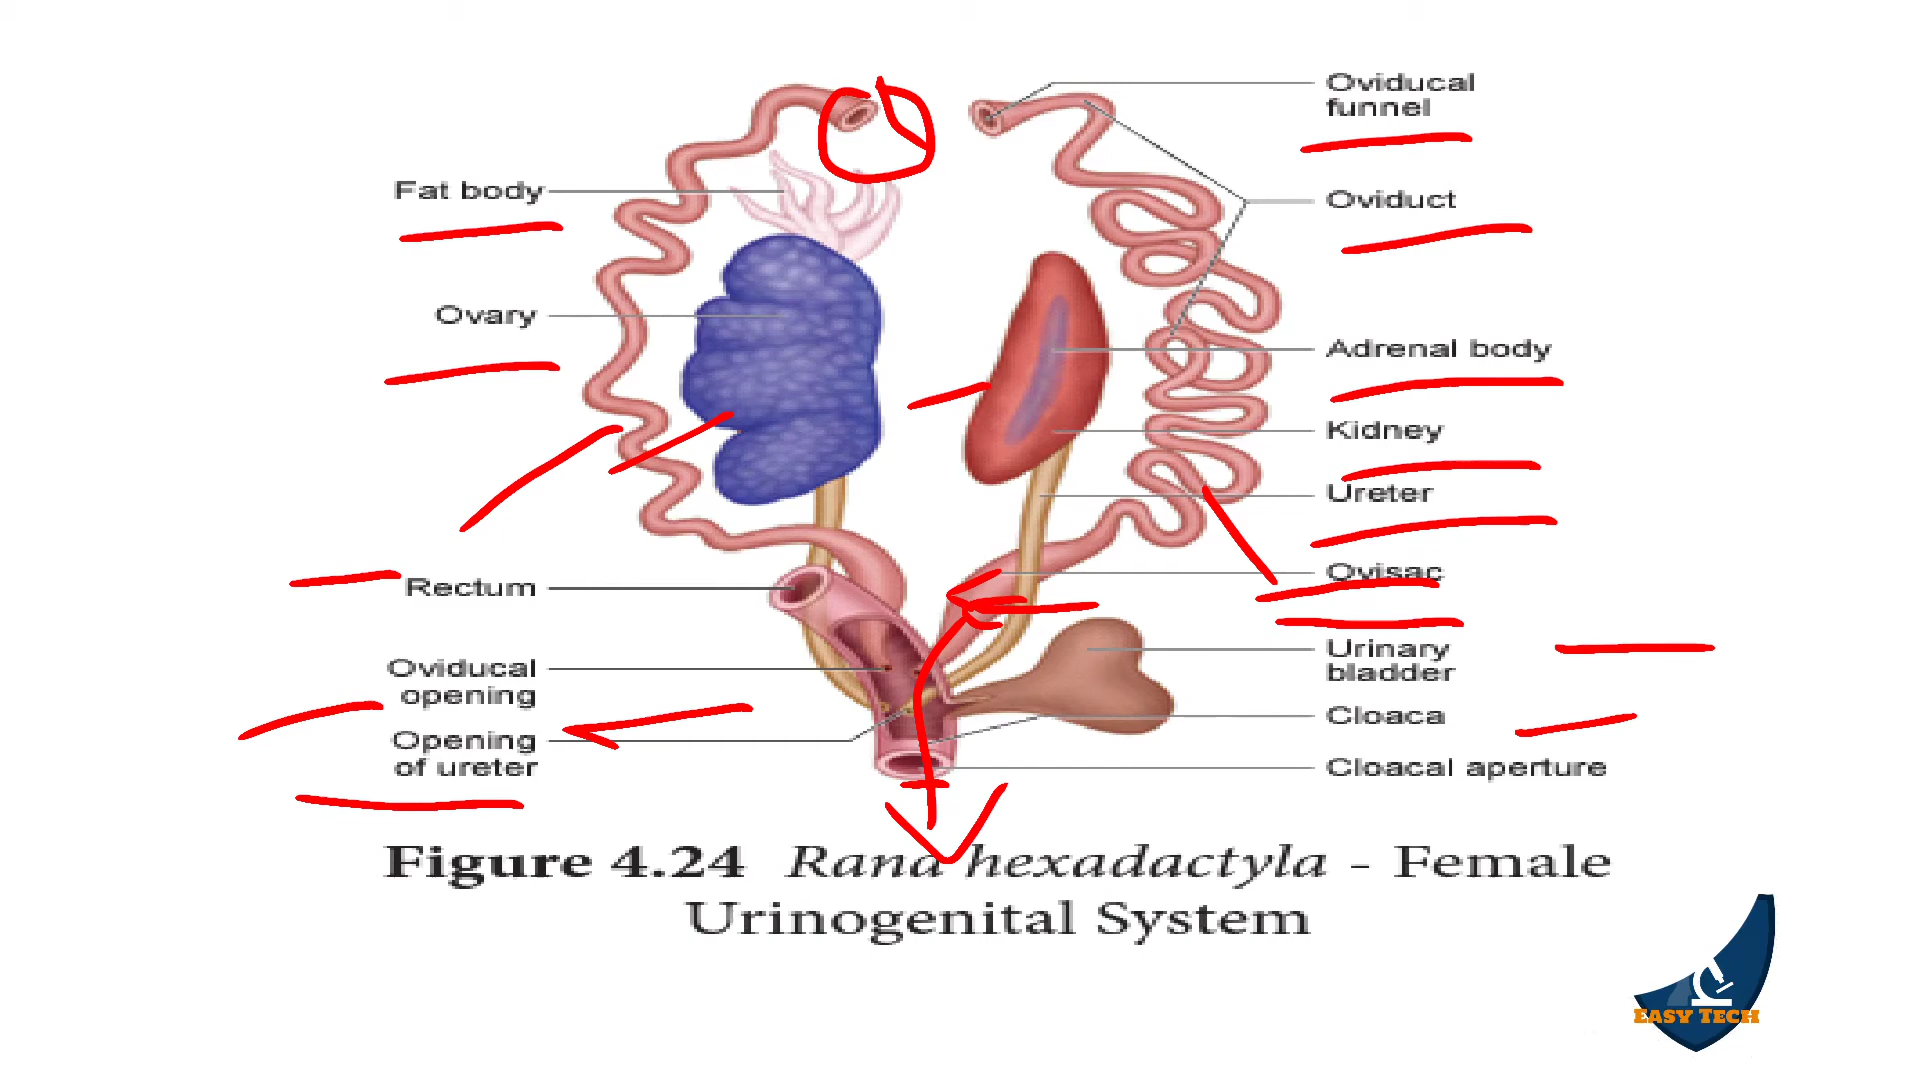 Oviducal
funnel
Fat body
Oviduct
Ovary
Adrenal body
Kidney
Ureter
Ovisac
Rectum
Urinary
bladder
Oviducal
opening
Cloaca
Opening
of ureter
Cloacal aperture
Figure 4.24 Rana hexadactyla - Female
Urinogenital System
EASY TECH